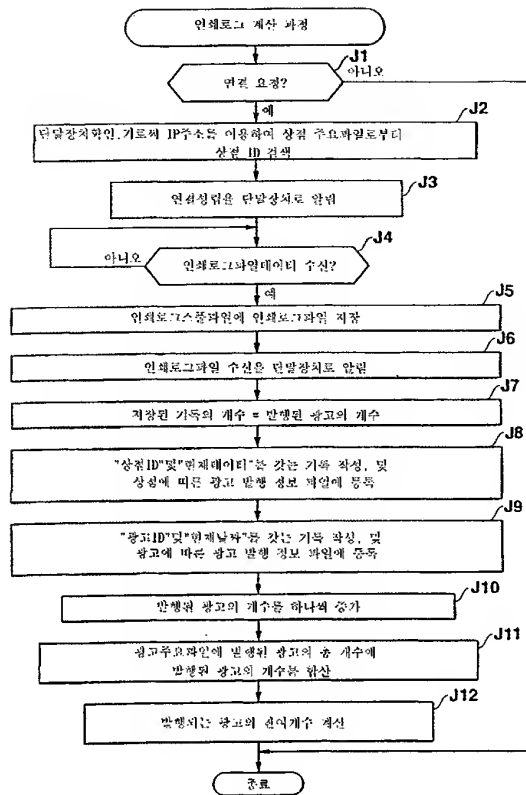 인쇄로그 계산 과정
J1
연결 요청?
아니오
예
J2
단말장치확인.기로써 IP주소를 이용하여 상점 주요파일로부터
상점 ID 검색
J3
연결성립을 단말장치로 알림
J4
아니오
인쇄로그파일데이터 수신?
예
J5
인쇄로그스풀파일에 인쇄로그파일 저장
J6
인쇄로그파일 수신을 단말장치로 알림
J7
저장된 기록의 개수 = 발행된 광고의 개수
J8
"상점ID"및"현재데이터"를 갖는 기록 작성, 및
상점에 따른 광고 발행 정보 파일에 등록
J9
"광고ID"및"현재날짜"를 갖는 기록 작성, 및
광고에 따른 광고 발행 정보 파일에 등록
J10
발행된 광고의 개수를 하나씩 증가
J11
광고주요파일에 발행된 광고의 총 개수에
발행된 광고의 개수를 합산
J12
발행되는 광고의 잔여개수 계산
종료